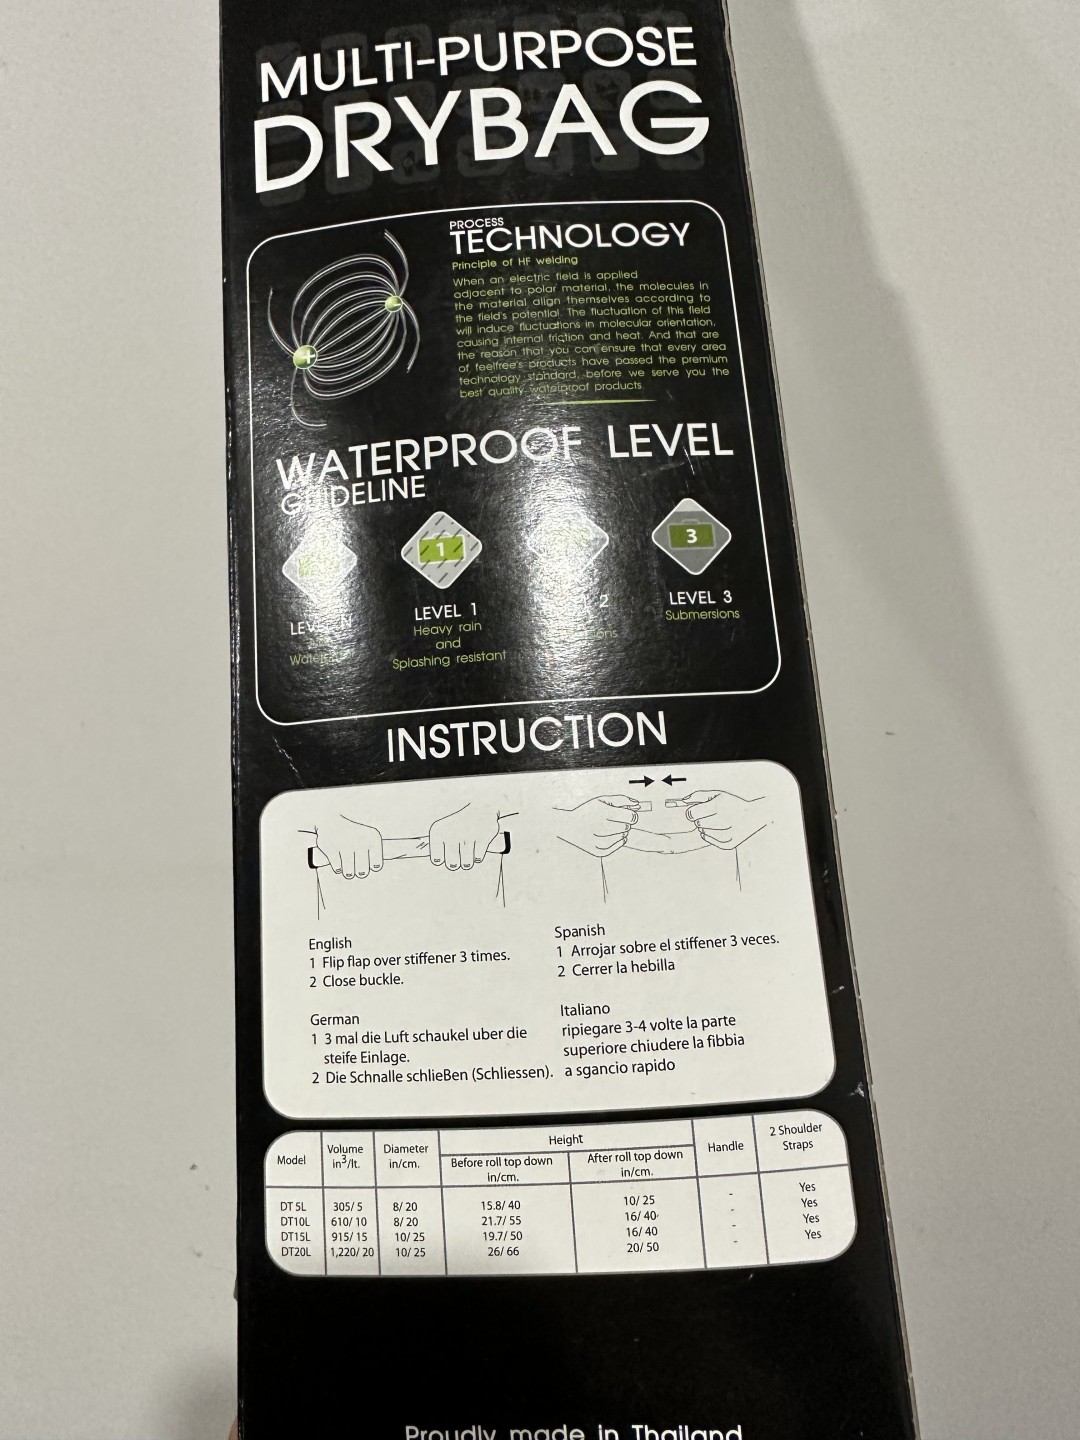 MULTI-PURPOSE
DRYBAG
PROCESS
TECHNOLOGY
Principle of HF welding
When an electric field is applied
adjacent to polar material, the molecules in
the material align themselves according to
the field's potential. The fluctuation of this field
will induce fluctuations in molecular orientation,
causing internal friction and heat. And that are
the reason that you can ensure that every area
of feelfree's products have passed the premium
technology standard, before we serve you the
best quality waterproof products.
WATERPROOF LEVEL
GUIDELINE
1
3
LEVEL 1
Heavy rain
and
Splashing resistant
2
LEVEL 3
Submersions
INSTRUCTION
English
1 Flip flap over stiffener 3 times.
2 Close buckle.
Spanish
1 Arrojar sobre el stiffener 3 veces.
2 Cerrer la hebilla
German
1 3 mal die Luft schaukel uber die
steife Einlage.
2 Die Schnalle schlieBen (Schliessen).
Italiano
ripiegare 3-4 volte la parte
superiore chiudere la fibbia
a sgancio rapido
Model Volume in³/lt. Diameter in/cm. Height Before roll top down in/cm. After roll top down in/cm. Handle 2 Shoulder Straps
DT 5L 305/ 5 8/ 20 15.8/ 40 10/ 25 - Yes
DT10L 610/ 10 8/ 20 21.7/ 55 16/ 40 - Yes
DT15L 915/ 15 10/ 25 19.7/ 50 16/ 40 - Yes
DT20L 1,220/ 20 10/ 25 26/ 66 20/ 50 - Yes
Proudly made in Thailand